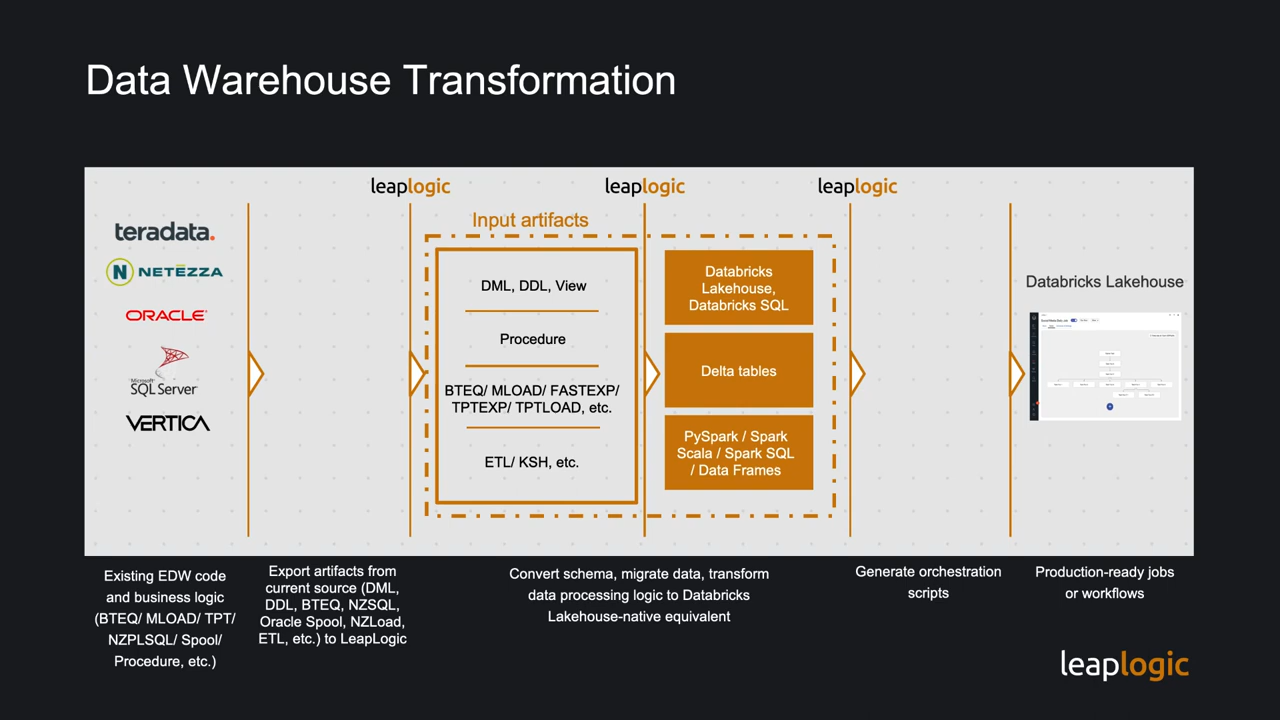 Data Warehouse Transformation
leaplogic
leaplogic
leaplogic
Input artifacts
teradata.
N NETEZZA
ORACLE
Microsoft
SQL Server
VERTICA
DML, DDL, View
Procedure
BTEQ/ MLOAD/ FASTEXP/
TPTEXP/ TPTLOAD, etc.
ETL/ KSH, etc.
Databricks
Lakehouse,
Databricks SQL
Delta tables
PySpark / Spark
Scala / Spark SQL
/ Data Frames
Databricks Lakehouse
Existing EDW code
and business logic
(BTEQ/ MLOAD/ TPT/
NZPLSQL/ Spool/
Procedure, etc.)
Export artifacts from
current source (DML,
DDL, BTEQ, NZSQL,
Oracle Spool, NZLoad,
ETL, etc.) to LeapLogic
Convert schema, migrate data, transform
data processing logic to Databricks
Lakehouse-native equivalent
Generate orchestration
scripts
Production-ready jobs
or workflows
leaplogic